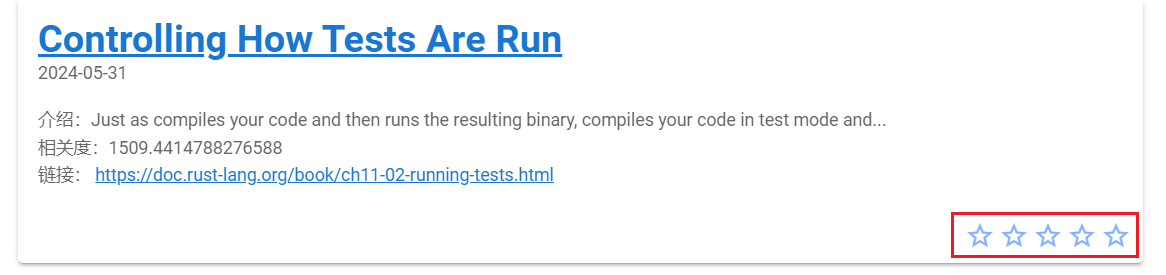 Controlling How Tests Are Run
2024-05-31
介绍：Just as compiles your code and then runs the resulting binary, compiles your code in test mode and...
相关度：1509.4414788276588
链接： https://doc.rust-lang.org/book/ch11-02-running-tests.html